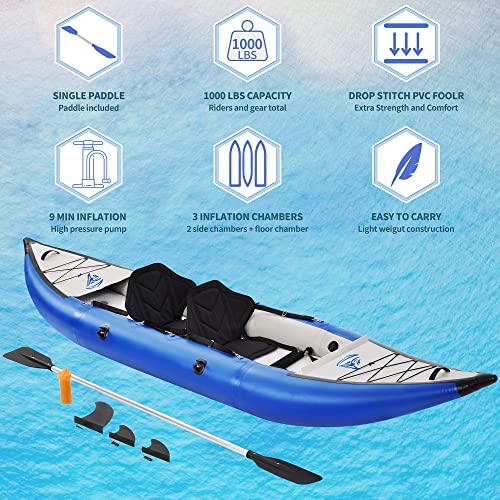 1000
LBS
SINGLE PADDLE
Paddle included
1000 LBS CAPACITY
Riders and gear total
DROP STITCH PVC FOOLR
Extra Strength and Comfort
9 MIN INFLATION
High pressure pump
3 INFLATION CHAMBERS
2 side chambers + floor chamber
EASY TO CARRY
Light weigut construction